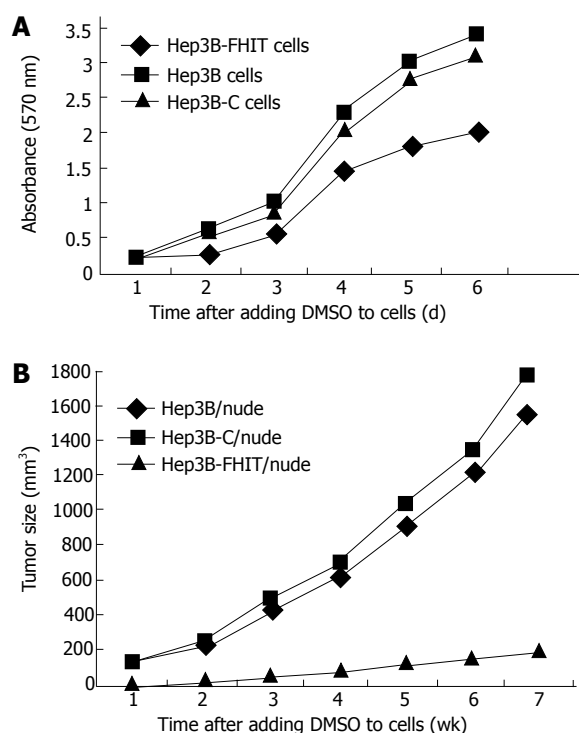 A
Hep3B-FHIT cells
Hep3B cells
Hep3B-C cells
Absorbance (570 nm)
3.5
3
2.5
2
1.5
1
0.5
0
1 2 3 4 5 6
Time after adding DMSO to cells (d)
B
Hep3B/nude
Hep3B-C/nude
Hep3B-FHIT/nude
Tumor size (mm³)
1800
1600
1400
1200
1000
800
600
400
200
0
1 2 3 4 5 6 7
Time after adding DMSO to cells (wk)